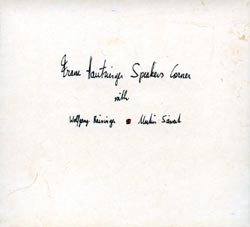 Franz Hautzinger Speakers Corner
with
Wolfgang Reisinger Martin Siewert